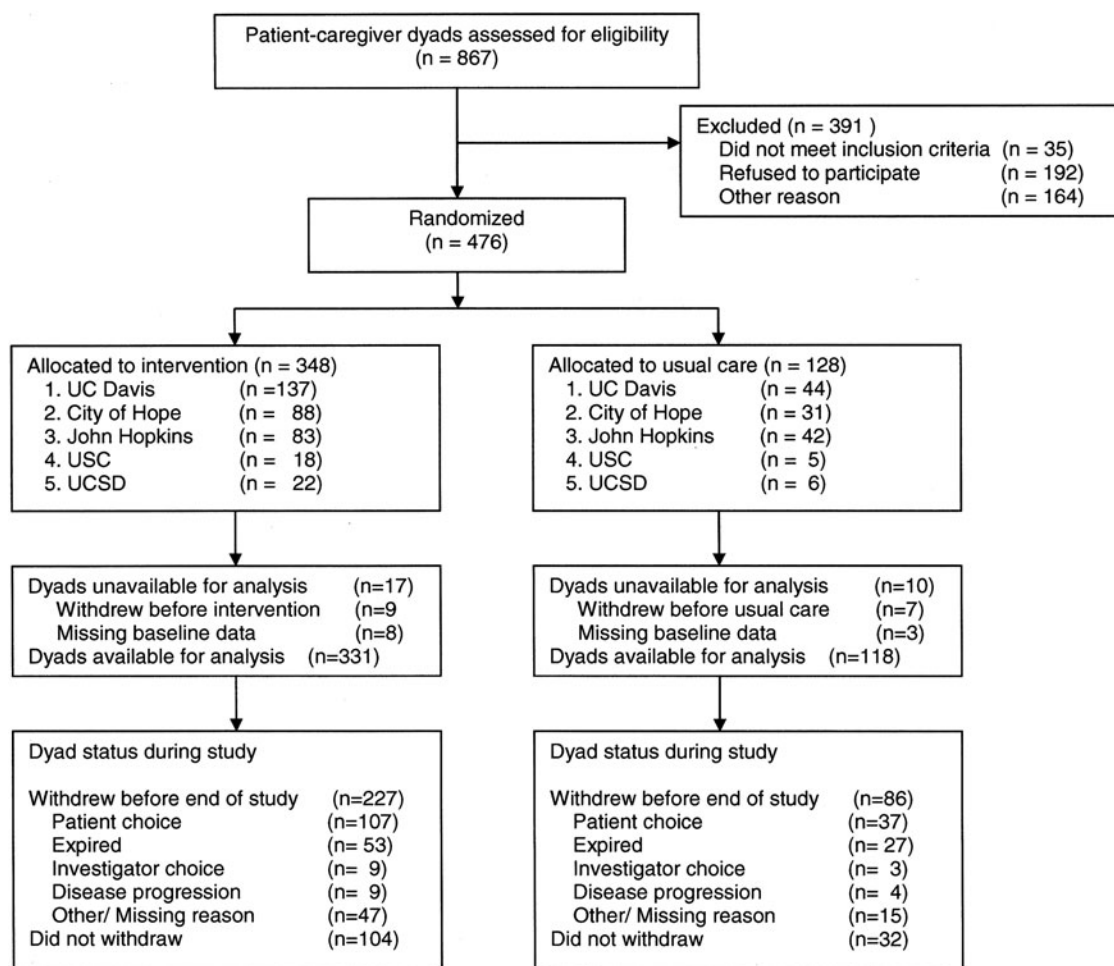 Patient-caregiver dyads assessed for eligibility
(n = 867)
Excluded (n = 391 )
Did not meet inclusion criteria (n = 35)
Refused to participate (n = 192)
Other reason (n = 164)
Randomized
(n = 476)
Allocated to intervention (n = 348)
1. UC Davis (n =137)
2. City of Hope (n = 88)
3. John Hopkins (n = 83)
4. USC (n = 18)
5. UCSD (n = 22)
Allocated to usual care (n = 128)
1. UC Davis (n = 44)
2. City of Hope (n = 31)
3. John Hopkins (n = 42)
4. USC (n = 5)
5. UCSD (n = 6)
Dyads unavailable for analysis (n=17)
Withdrew before intervention (n=9
Missing baseline data (n=8)
Dyads available for analysis (n=331)
Dyads unavailable for analysis (n=10)
Withdrew before usual care (n=7)
Missing baseline data (n=3)
Dyads available for analysis (n=118)
Dyad status during study
Withdrew before end of study (n=227)
Patient choice (n=107)
Expired (n= 53)
Investigator choice (n= 9)
Disease progression (n= 9)
Other/ Missing reason (n=47)
Did not withdraw (n=104)
Dyad status during study
Withdrew before end of study (n=86)
Patient choice (n=37)
Expired (n= 27)
Investigator choice (n= 3)
Disease progression (n= 4)
Other/ Missing reason (n=15)
Did not withdraw (n=32)